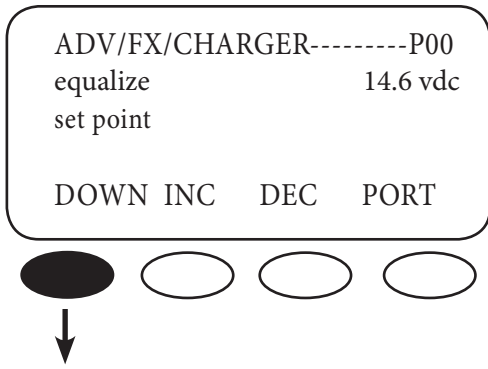 ADV/FX/CHARGER---------P00
equalize 14.6 vdc
set point
DOWN INC DEC PORT